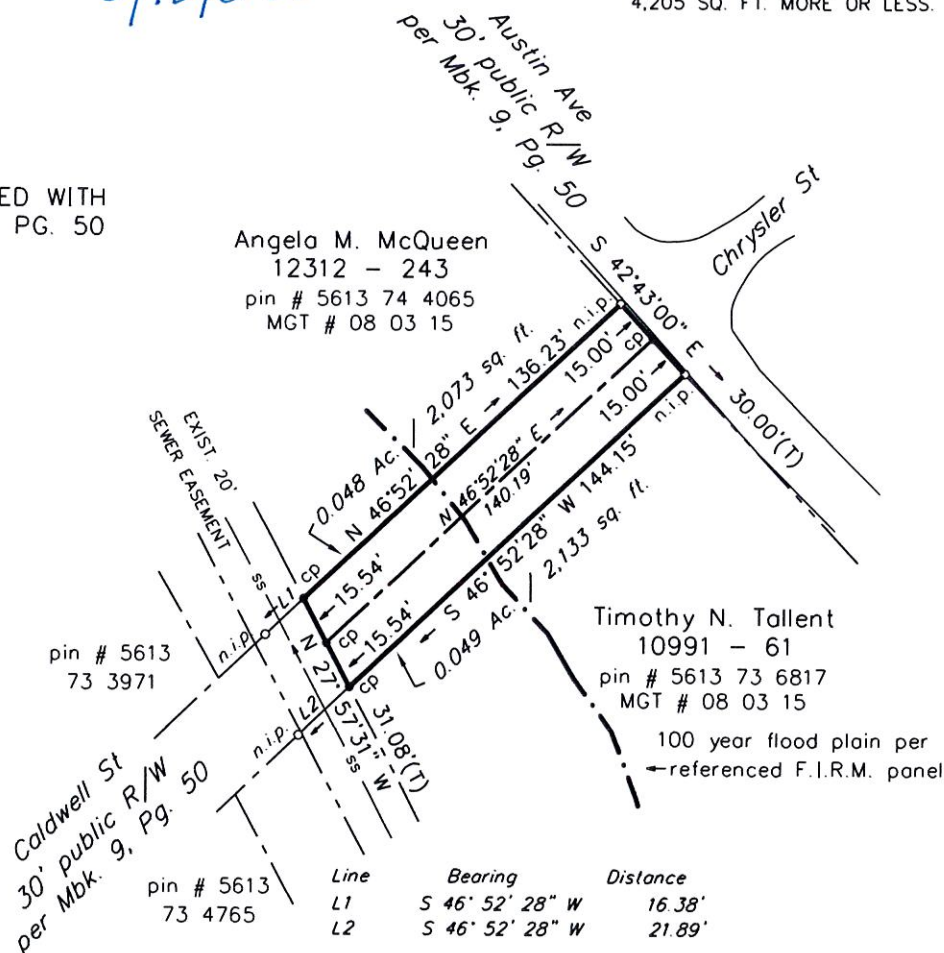 4,205 SQ. FT. MORE OR LESS.
Austin Ave
30' public R/W
per Mbk. 9, Pg. 50
ED WITH
PG. 50
Chrysler St
Angela M. McQueen
12312 - 243
pin # 5613 74 4065
MGT # 08 03 15
S 42°43'00" E
30.00'(T)
n.i.p.
15.00'
cp
15.00'
n.i.p.
0.048 Ac. / 2,073 sq. ft.
N 46°52' 28" E 136.23'
N 46°52'28" E
140.19'
S 46°52'28" W 144.15'
0.049 Ac. / 2,133 sq. ft.
EXIST. 20'
SEWER EASEMENT
ss
L1
cp
15.54'
cp
15.54'
cp
n.i.p.
N 27°57'31" W
31.08'(T)
L2
n.i.p.
ss
pin # 5613
73 3971
Timothy N. Tallent
10991 - 61
pin # 5613 73 6817
MGT # 08 03 15
100 year flood plain per
referenced F.I.R.M. panel
Caldwell St
30' public R/W
per Mbk. 9, Pg. 50
pin # 5613
73 4765
Line Bearing Distance
L1 S 46° 52' 28" W 16.38'
L2 S 46° 52' 28" W 21.89'